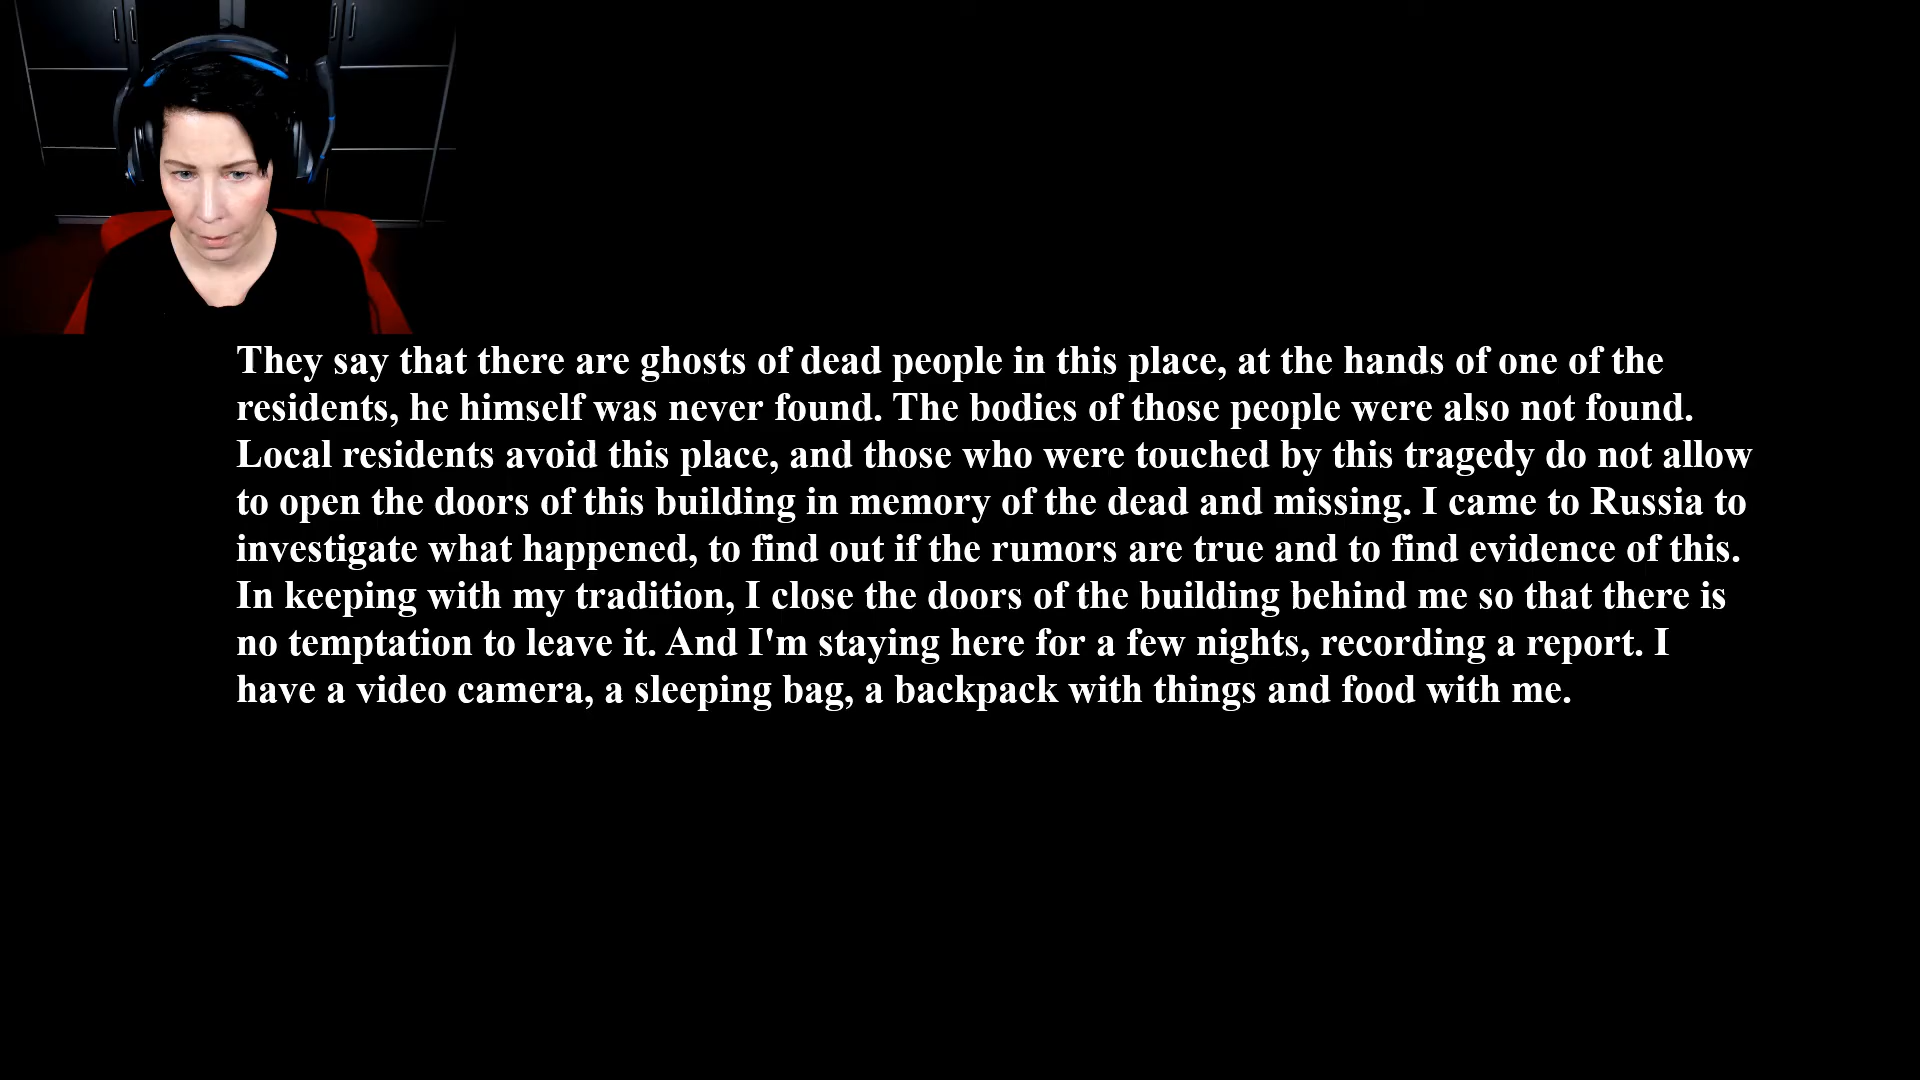 They say that there are ghosts of dead people in this place, at the hands of one of the
residents, he himself was never found. The bodies of those people were also not found.
Local residents avoid this place, and those who were touched by this tragedy do not allow
to open the doors of this building in memory of the dead and missing. I came to Russia to
investigate what happened, to find out if the rumors are true and to find evidence of this.
In keeping with my tradition, I close the doors of the building behind me so that there is
no temptation to leave it. And I'm staying here for a few nights, recording a report. I
have a video camera, a sleeping bag, a backpack with things and food with me.